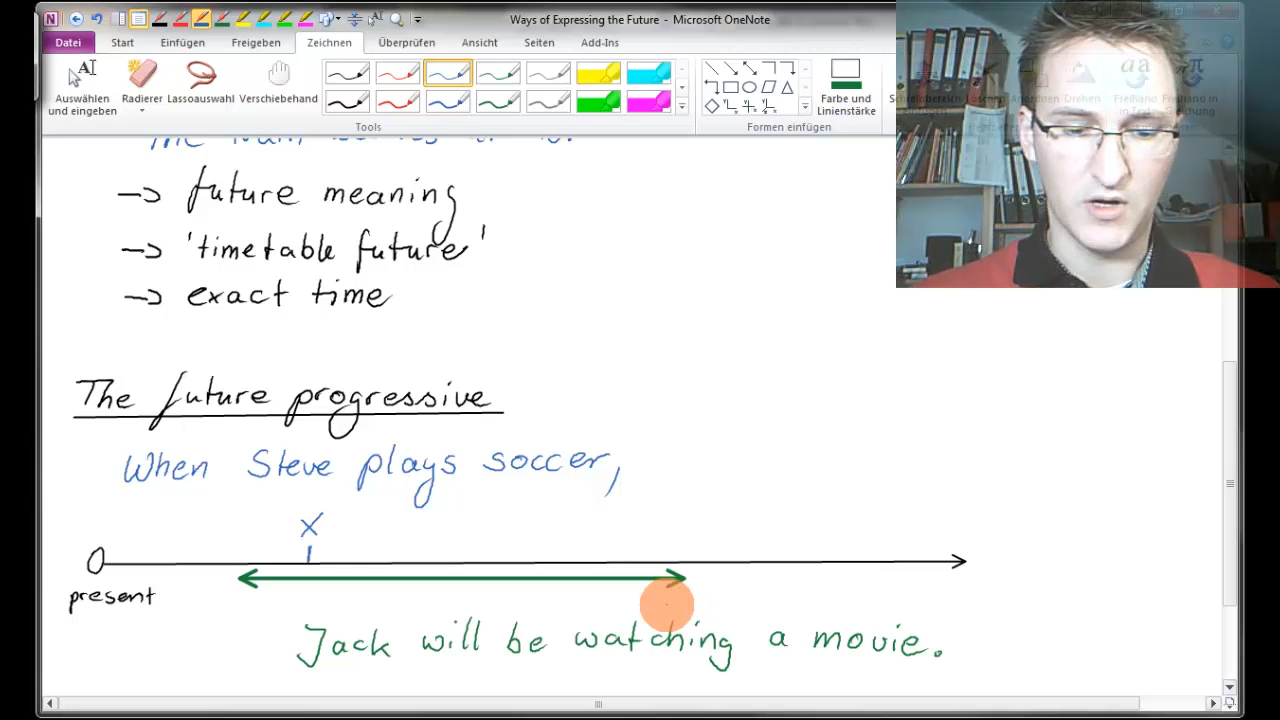 Ways of Expressing the Future - Microsoft OneNote
Datei Start Einfügen Freigeben Zeichnen Überprüfen Ansicht Seiten Add-Ins
Auswählen und eingeben Radierer Lassoauswahl Verschiebehand
Farbe und Linienstärke
Tools Formen einfügen
-> future meaning
-> 'timetable future'
-> exact time
The future progressive
When Steve plays soccer,
X
present
Jack will be watching a movie.